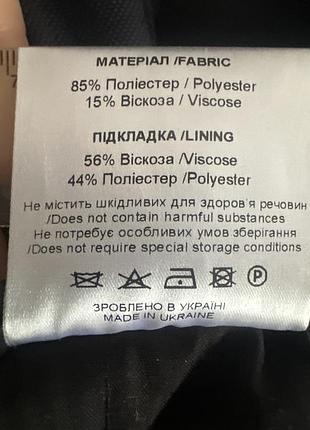 МАТЕРІАЛ /FABRIC
85% Поліестер / Polyester
15% Віскоза / Viscose
ПІДКЛАДКА /LINING
56% Віскоза /Viscose
44% Поліестер /Polyester
Не містить шкідливих для здоров'я речовин
/Does not contain harmful substances
Не потребує особливих умов зберігання
/Does not require special storage conditions
P
ЗРОБЛЕНО В УКРАЇНІ
MADE IN UKRAINE